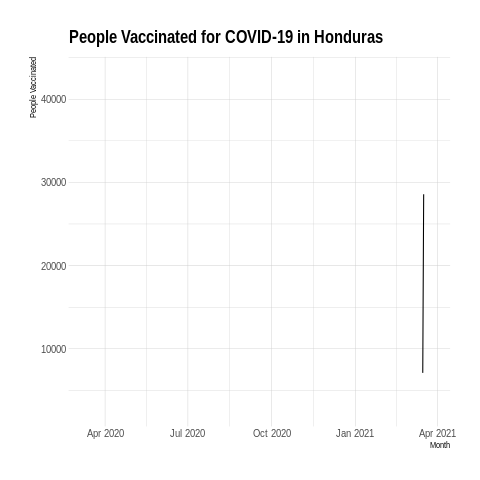 People Vaccinated for COVID-19 in Honduras
People Vaccinated
40000
30000
20000
10000
Apr 2020 Jul 2020 Oct 2020 Jan 2021 Apr 2021
Month